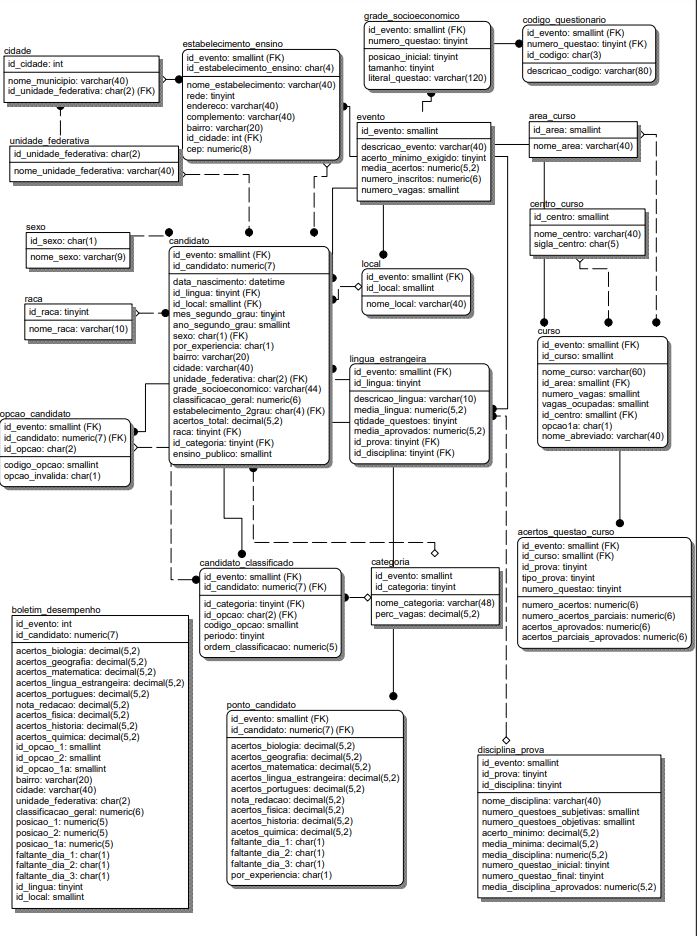 grade_socioeconomico
id_evento: smallint (FK)
numero_questao: tinyint
posicao_inicial: tinyint
tamanho: tinyint
literal_questao: varchar(120)
codigo_questionario
id_evento: smallint (FK)
numero_questao: tinyint (FK)
id_codigo: char(3)
descricao_codigo: varchar(80)
cidade
id_cidade: int
nome_municipio: varchar(40)
id_unidade_federativa: char(2) (FK)
estabelecimento_ensino
id_evento: smallint (FK)
id_estabelecimento_ensino: char(4)
nome_estabelecimento: varchar(40)
rede: tinyint
endereco: varchar(40)
complemento: varchar(40)
bairro: varchar(20)
id_cidade: int (FK)
cep: numeric(8)
evento
id_evento: smallint
descricao_evento: varchar(40)
acerto_minimo_exigido: tinyint
media_acertos: numeric(5,2)
numero_inscritos: numeric(6)
numero_vagas: smallint
area_curso
id_area: smallint
nome_area: varchar(40)
unidade_federativa
id_unidade_federativa: char(2)
nome_unidade_federativa: varchar(40)
centro_curso
id_centro: smallint
nome_centro: varchar(40)
sigla_centro: char(5)
sexo
id_sexo: char(1)
nome_sexo: varchar(9)
candidato
id_evento: smallint (FK)
id_candidato: numeric(7)
data_nascimento: datetime
id_lingua: tinyint (FK)
id_local: smallint (FK)
mes_segundo_grau: tinyint
ano_segundo_grau: smallint
sexo: char(1) (FK)
por_experiencia: char(1)
bairro: varchar(20)
cidade: varchar(40)
unidade_federativa: char(2) (FK)
grade_socioeconomico: varchar(44)
classificacao_geral: numeric(6)
estabelecimento_2grau: char(4) (FK)
acertos_total: decimal(5,2)
raca: tinyint (FK)
id_categoria: tinyint (FK)
ensino_publico: smallint
local
id_evento: smallint (FK)
id_local: smallint
nome_local: varchar(40)
raca
id_raca: tinyint
nome_raca: varchar(10)
curso
id_evento: smallint (FK)
id_curso: smallint
nome_curso: varchar(60)
id_area: smallint (FK)
numero_vagas: smallint
vagas_ocupadas: smallint
id_centro: smallint (FK)
opcao1a: char(1)
nome_abreviado: varchar(40)
lingua_estrangeira
id_evento: smallint (FK)
id_lingua: tinyint
descricao_lingua: varchar(10)
media_lingua: numeric(5,2)
qtidade_questoes: tinyint
media_aprovados: numeric(5,2)
id_prova: tinyint (FK)
id_disciplina: tinyint (FK)
opcao_candidato
id_evento: smallint (FK)
id_candidato: numeric(7) (FK)
id_opcao: char(2)
codigo_opcao: smallint
opcao_invalida: char(1)
acertos_questao_curso
id_evento: smallint (FK)
id_curso: smallint (FK)
id_prova: tinyint
tipo_prova: tinyint
numero_questao: tinyint
numero_acertos: numeric(6)
numero_acertos_parciais: numeric(6)
acertos_aprovados: numeric(6)
acertos_parciais_aprovados: numeric(6)
candidato_classificado
id_evento: smallint (FK)
id_candidato: numeric(7) (FK)
id_categoria: tinyint (FK)
id_opcao: char(2) (FK)
codigo_opcao: smallint
periodo: tinyint
ordem_classificacao: numeric(5)
categoria
id_evento: smallint
id_categoria: tinyint
nome_categoria: varchar(48)
perc_vagas: decimal(5,2)
boletim_desempenho
id_evento: int
id_candidato: numeric(7)
acertos_biologia: decimal(5,2)
acertos_geografia: decimal(5,2)
acertos_matematica: decimal(5,2)
acertos_lingua_estrangeira: decimal(5,2)
acertos_portugues: decimal(5,2)
nota_redacao: decimal(5,2)
acertos_fisica: decimal(5,2)
acertos_historia: decimal(5,2)
acertos_quimica: decimal(5,2)
id_opcao_1: smallint
id_opcao_2: smallint
id_opcao_1a: smallint
bairro: varchar(20)
cidade: varchar(40)
unidade_federativa: char(2)
classificacao_geral: numeric(6)
posicao_1: numeric(5)
posicao_2: numeric(5)
posicao_1a: numeric(5)
faltante_dia_1: char(1)
faltante_dia_2: char(1)
faltante_dia_3: char(1)
id_lingua: tinyint
id_local: smallint
ponto_candidato
id_evento: smallint (FK)
id_candidato: numeric(7) (FK)
acertos_biologia: decimal(5,2)
acertos_geografia: decimal(5,2)
acertos_matematica: decimal(5,2)
acertos_lingua_estrangeira: decimal(5,2)
acertos_portugues: decimal(5,2)
nota_redacao: decimal(5,2)
acertos_fisica: decimal(5,2)
acertos_historia: decimal(5,2)
acetos_quimica: decimal(5,2)
faltante_dia_1: char(1)
faltante_dia_2: char(1)
faltante_dia_3: char(1)
por_experiencia: char(1)
disciplina_prova
id_evento: smallint
id_prova: tinyint
id_disciplina: tinyint
nome_disciplina: varchar(40)
numero_questoes_subjetivas: smallint
numero_questoes_objetivas: smallint
acerto_minimo: decimal(5,2)
media_minima: decimal(5,2)
media_disciplina: numeric(5,2)
numero_questao_inicial: tinyint
numero_questao_final: tinyint
media_disciplina_aprovados: numeric(5,2)